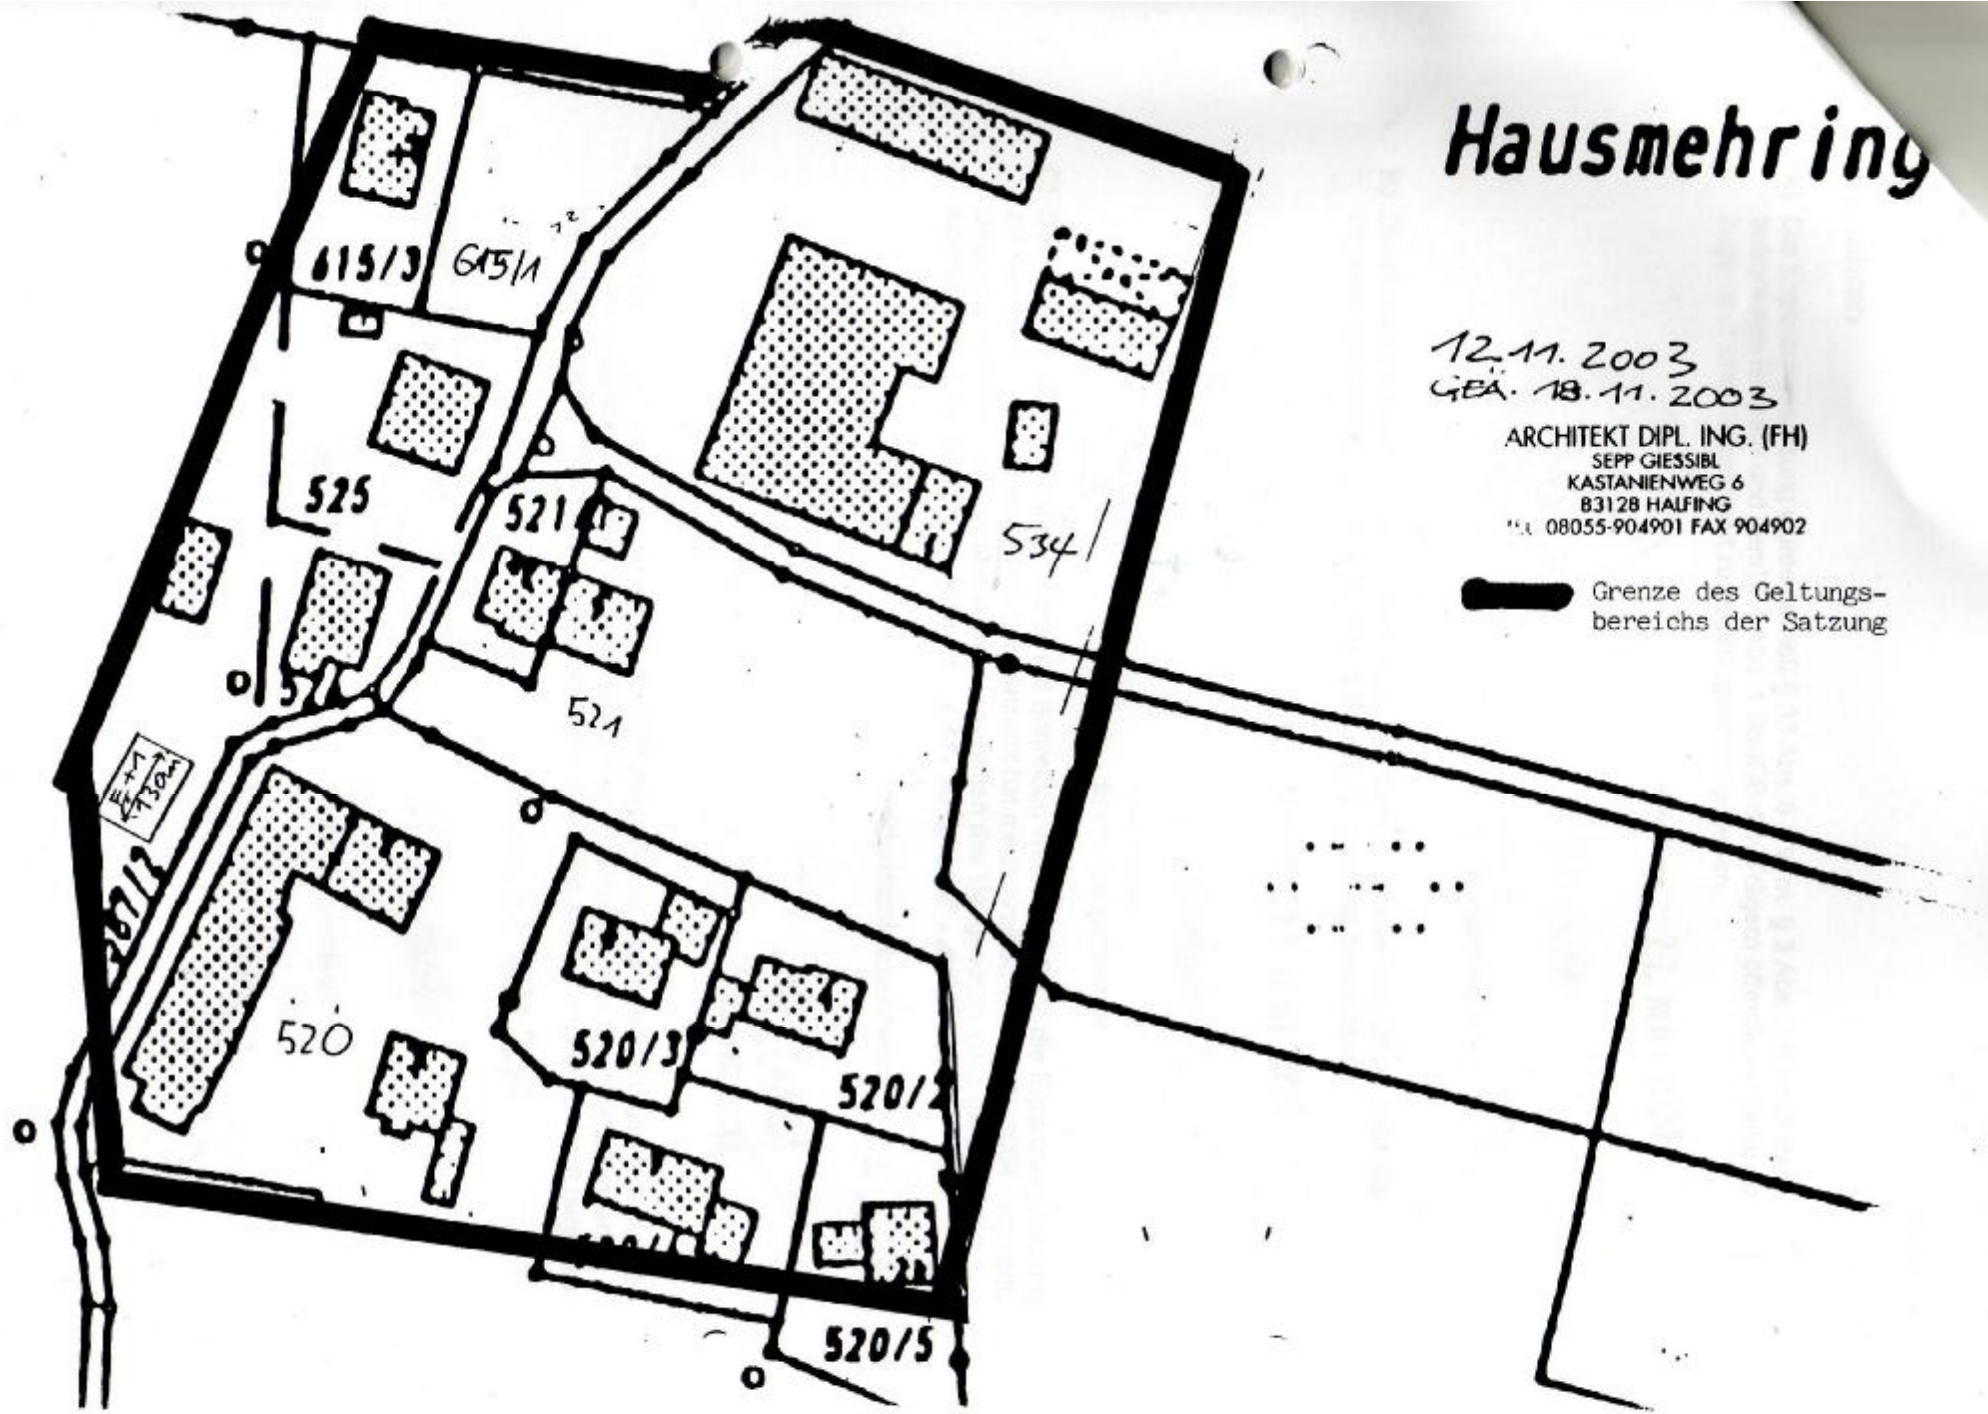 Hausmehring
12.11.2003
GEÄ. 18.11.2003
ARCHITEKT DIPL. ING. (FH)
SEPP GIESSIBL
KASTANIENWEG 6
83128 HALFING
08055-904901 FAX 904902
Grenze des Geltungs-
bereichs der Satzung
615/3
615/1
525
521
534
521
E+1
130m
520
520/3
520/2
520/5